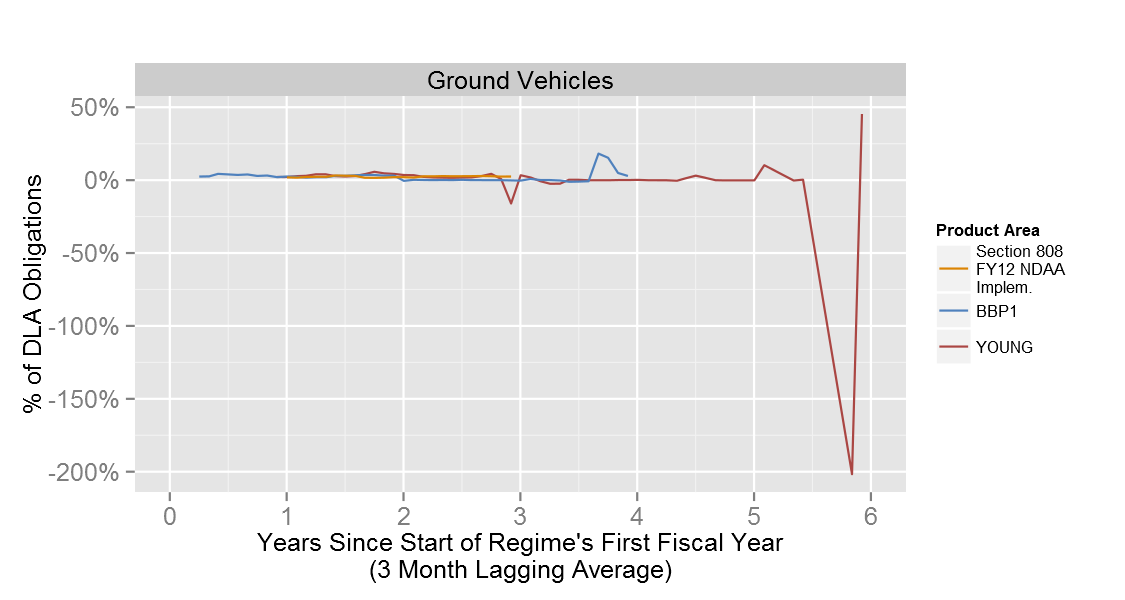 Ground Vehicles
50%
0%
-50%
-100%
-150%
-200%
% of DLA Obligations
0 1 2 3 4 5 6
Years Since Start of Regime's First Fiscal Year
(3 Month Lagging Average)
Product Area
Section 808
FY12 NDAA
Implem.
BBP1
YOUNG